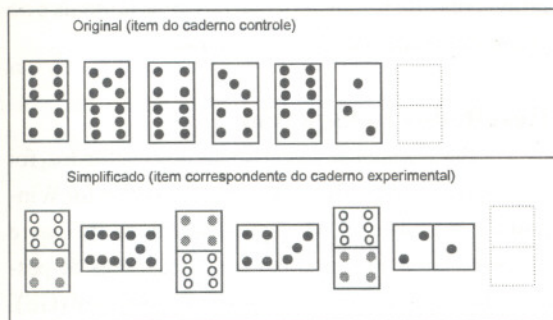 Original (item do caderno controle)
Simplificado (item correspondente do caderno experimental)